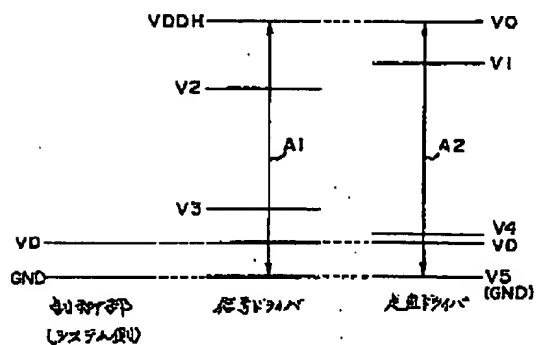 VDDH
V0
V1
V2
A1
A2
V3
V4
VD
VD
GND
V5
(GND)
制御部
信号ドライバ
走査ドライバ
(システム側)